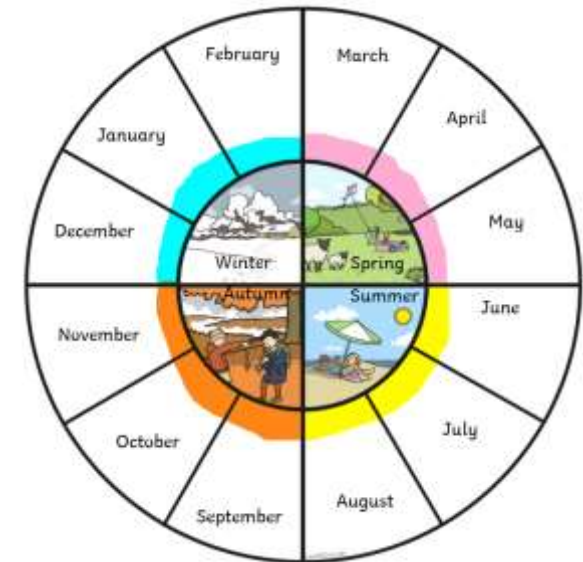 February
March
January
April
December
May
Winter
Spring
Autumn
Summer
November
June
October
July
September
August